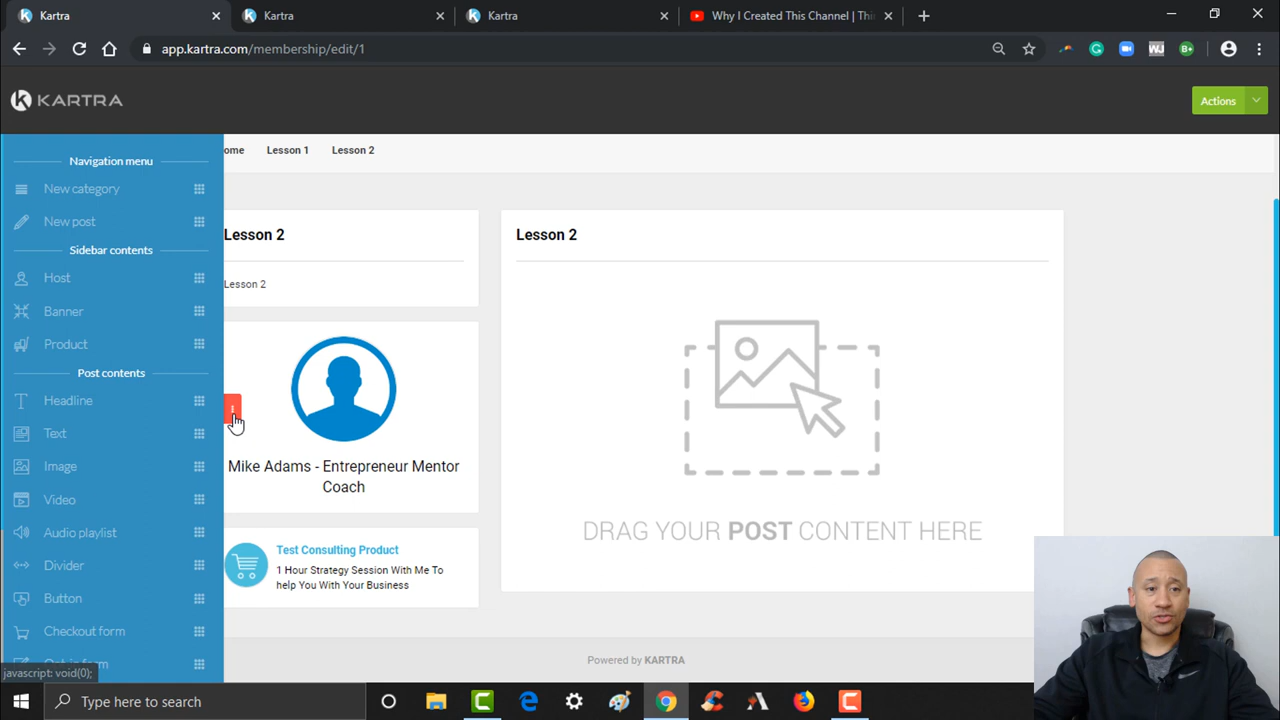 Kartra
Kartra
Kartra
Why I Created This Channel | Thi
app.kartra.com/membership/edit/1
KARTRA
Actions
Navigation menu
New category
New post
Sidebar contents
Host
Banner
Product
Post contents
Headline
Text
Image
Video
Audio playlist
Divider
Button
Checkout form
Opt-in form
javascript: void(0);
ome
Lesson 1
Lesson 2
Lesson 2
Lesson 2
Mike Adams - Entrepreneur Mentor
Coach
Test Consulting Product
1 Hour Strategy Session With Me To
help You With Your Business
Lesson 2
DRAG YOUR POST CONTENT HERE
Powered by KARTRA
Type here to search